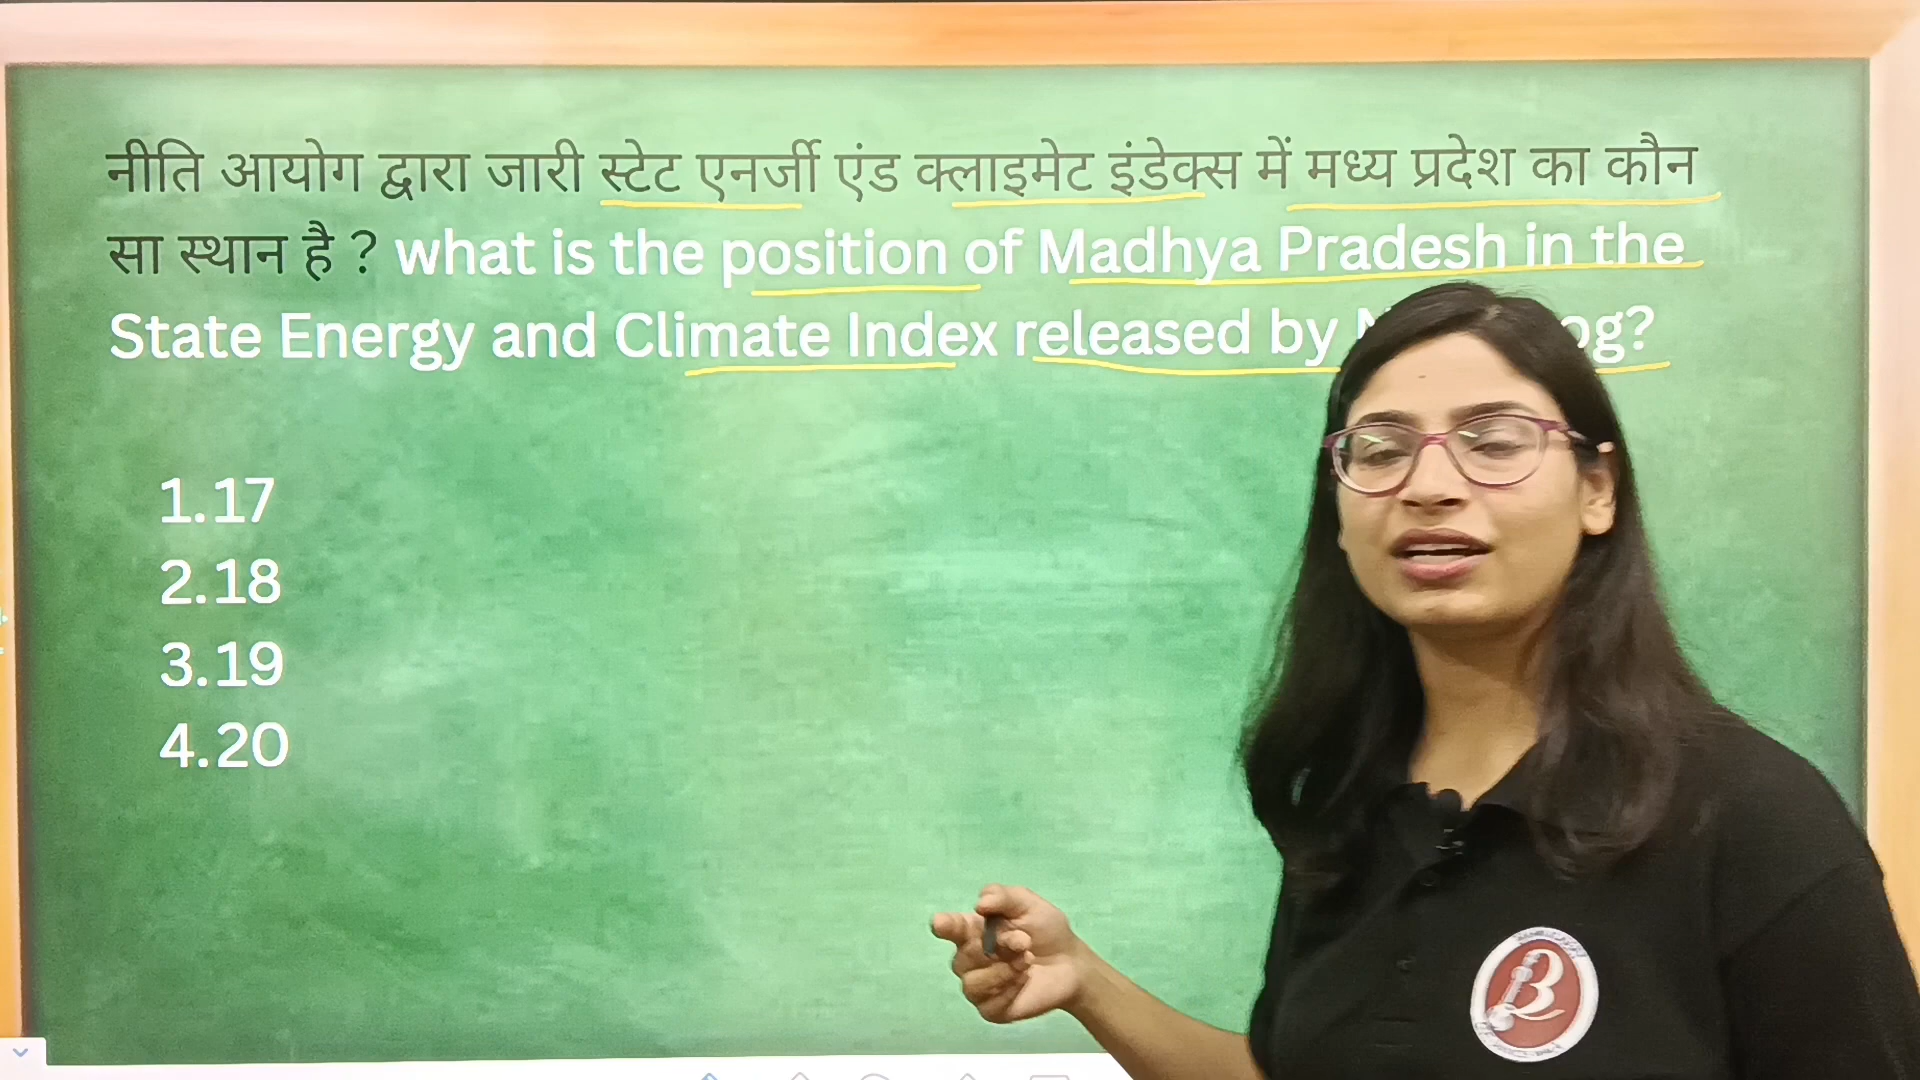 नीति आयोग द्वारा जारी स्टेट एनर्जी एंड क्लाइमेट इंडेक्स में मध्य प्रदेश का कौन
सा स्थान है ? what is the position of Madhya Pradesh in the
State Energy and Climate Index released by
1.17
2.18
3.19
4.20